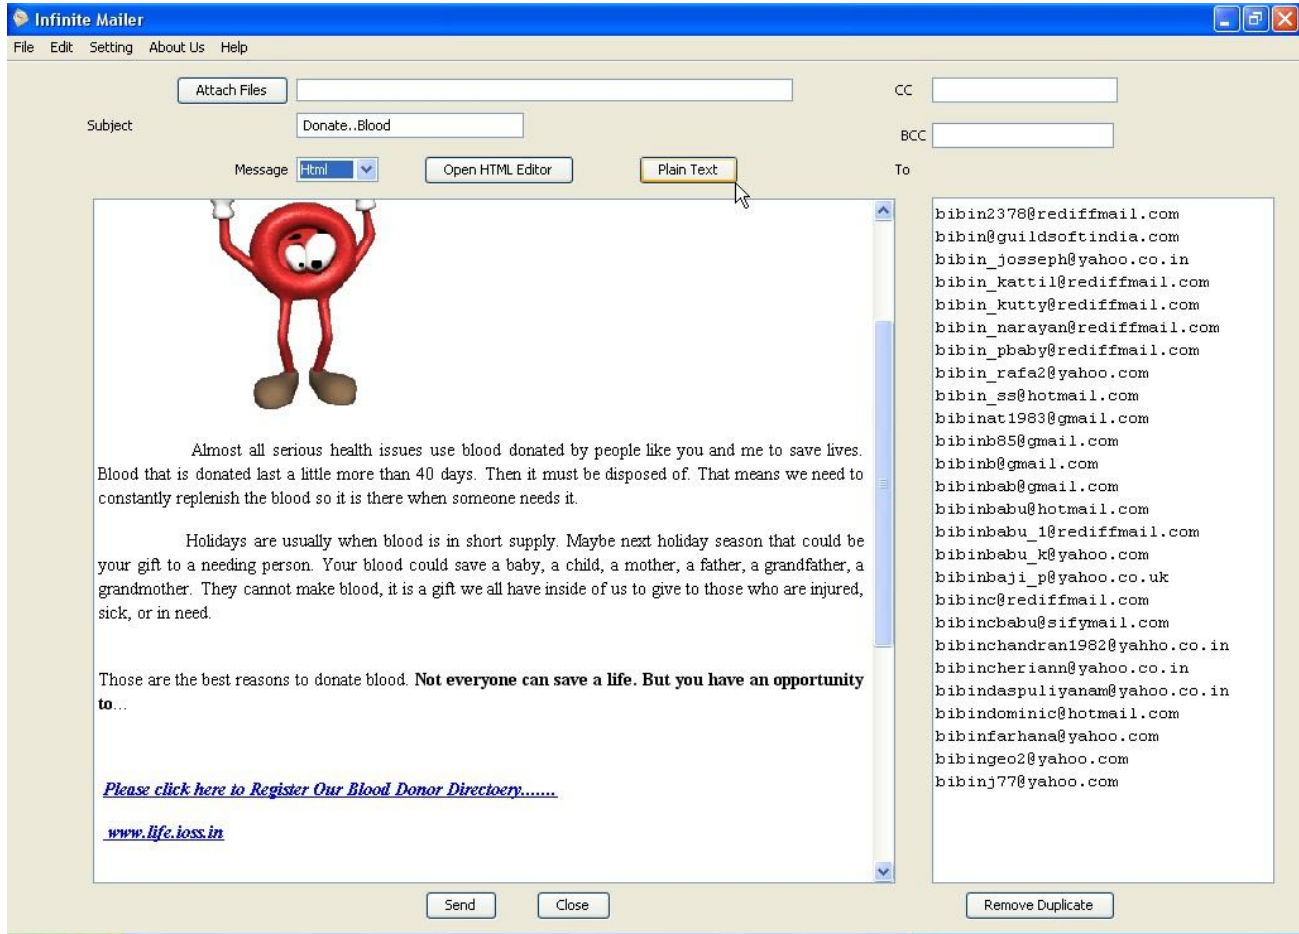 Infinite Mailer
File Edit Setting About Us Help
Attach Files
CC
Subject Donate..Blood
BCC
Message Html Open HTML Editor Plain Text To
Almost all serious health issues use blood donated by people like you and me to save lives.
Blood that is donated last a little more than 40 days. Then it must be disposed of. That means we need to
constantly replenish the blood so it is there when someone needs it.
Holidays are usually when blood is in short supply. Maybe next holiday season that could be
your gift to a needing person. Your blood could save a baby, a child, a mother, a father, a grandfather, a
grandmother. They cannot make blood, it is a gift we all have inside of us to give to those who are injured,
sick, or in need.
Those are the best reasons to donate blood. Not everyone can save a life. But you have an opportunity
to...
Please click here to Register Our Blood Donor Directoery.......
www.life.ioss.in
bibin2378@rediffmail.com
bibin@guildsoftindia.com
bibin_josseph@yahoo.co.in
bibin_kattil@rediffmail.com
bibin_kutty@rediffmail.com
bibin_narayan@rediffmail.com
bibin_pbaby@rediffmail.com
bibin_rafa2@yahoo.com
bibin_ss@hotmail.com
bibinat1983@gmail.com
bibinb85@gmail.com
bibinb@gmail.com
bibinbab@gmail.com
bibinbabu@hotmail.com
bibinbabu_1@rediffmail.com
bibinbabu_k@yahoo.com
bibinbaji_p@yahoo.co.uk
bibinc@rediffmail.com
bibincbabu@sifymail.com
bibinchandran1982@yahho.co.in
bibincheriann@yahoo.co.in
bibindaspuliyanam@yahoo.co.in
bibindominic@hotmail.com
bibinfarhana@yahoo.com
bibingeo2@yahoo.com
bibinj77@yahoo.com
Send Close Remove Duplicate